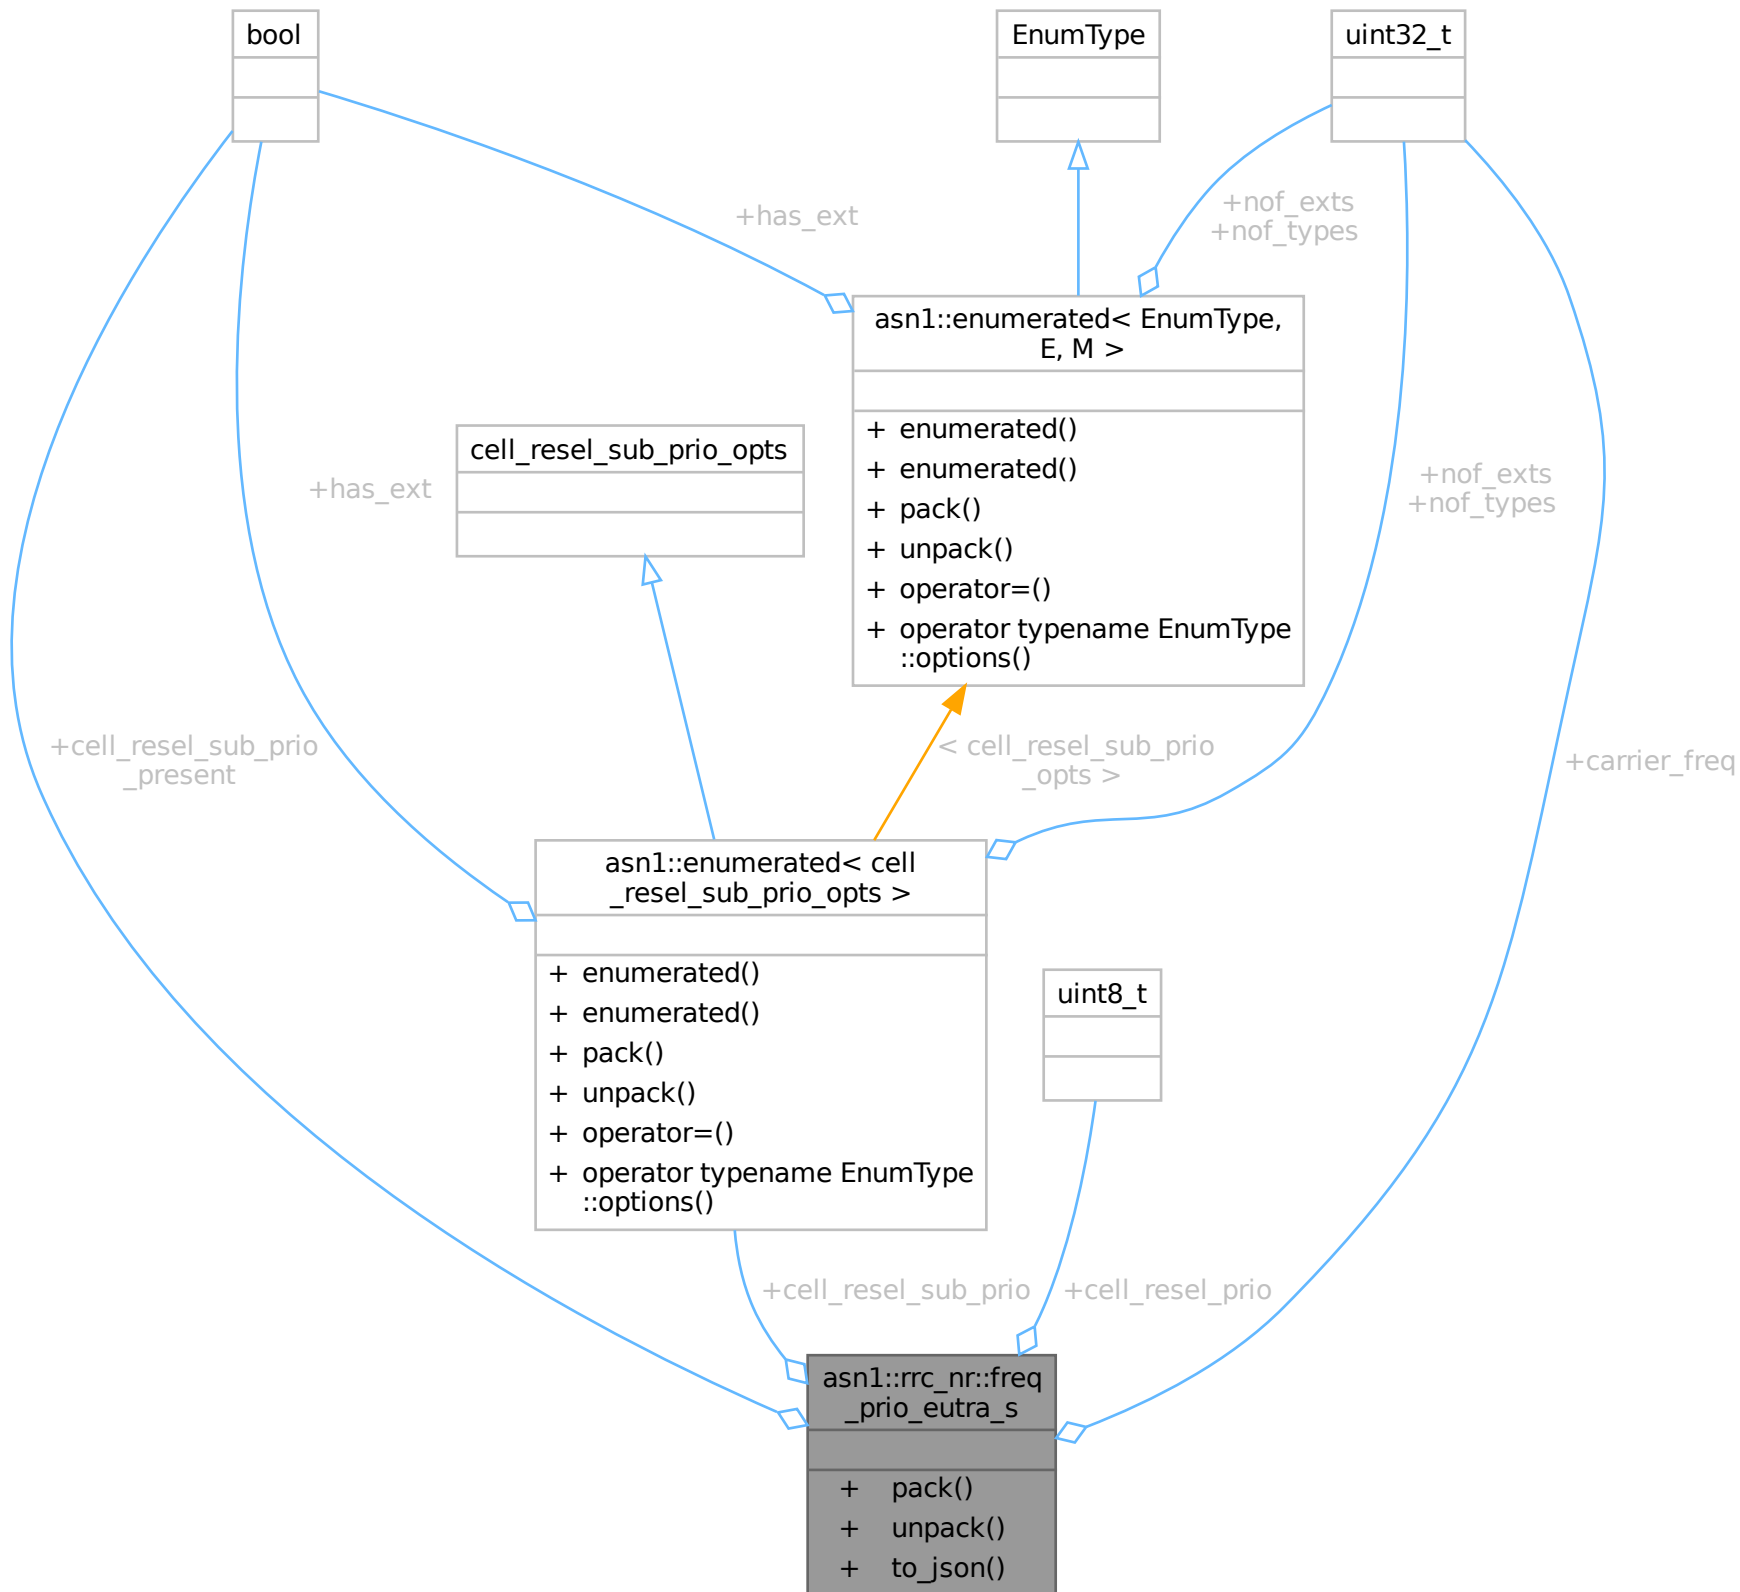 bool
EnumType
uint32_t
+has_ext
+nof_exts
+nof_types
asn1::enumerated< EnumType,
E, M >
+ enumerated()
+ enumerated()
+ pack()
+ unpack()
+ operator=()
+ operator typename EnumType
::options()
cell_resel_sub_prio_opts
+has_ext
+nof_exts
+nof_types
+cell_resel_sub_prio
_present
< cell_resel_sub_prio
_opts >
+carrier_freq
asn1::enumerated< cell
_resel_sub_prio_opts >
+ enumerated()
+ enumerated()
+ pack()
+ unpack()
+ operator=()
+ operator typename EnumType
::options()
uint8_t
+cell_resel_sub_prio
+cell_resel_prio
asn1::rrc_nr::freq
_prio_eutra_s
+ pack()
+ unpack()
+ to_json()